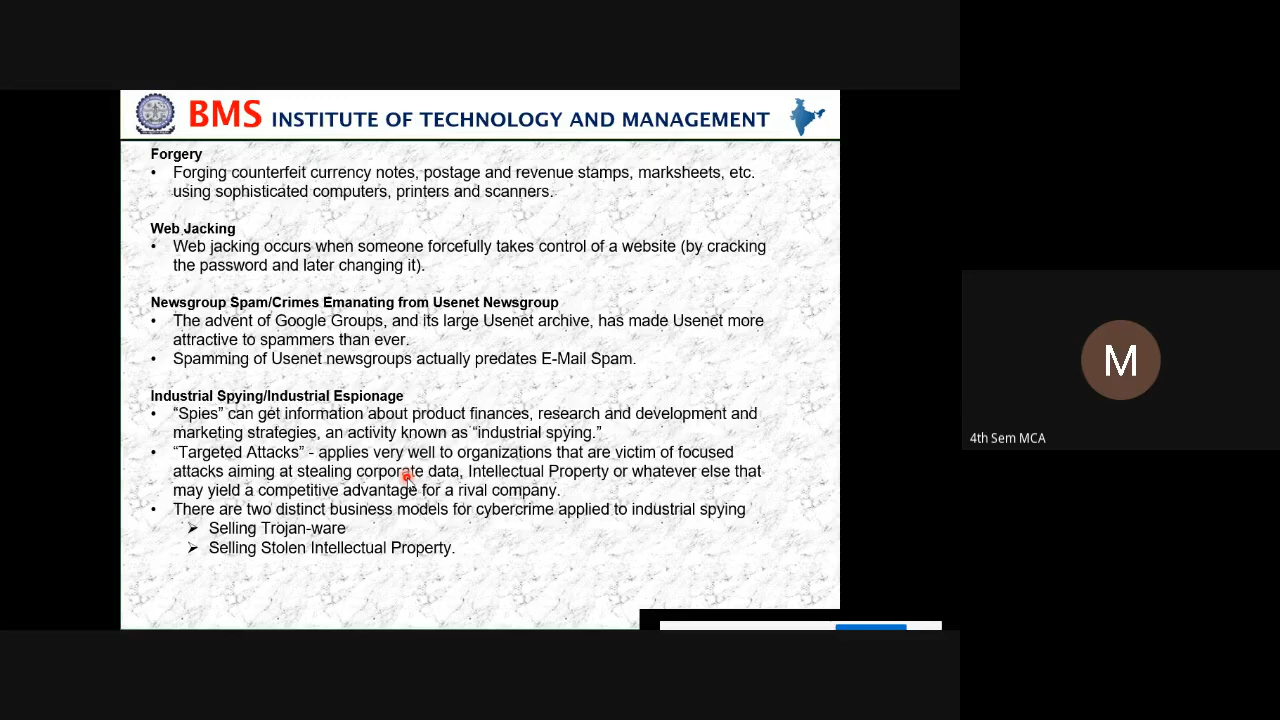 BMS INSTITUTE OF TECHNOLOGY AND MANAGEMENT
Forgery
• Forging counterfeit currency notes, postage and revenue stamps, marksheets, etc.
using sophisticated computers, printers and scanners.
Web Jacking
• Web jacking occurs when someone forcefully takes control of a website (by cracking
the password and later changing it).
Newsgroup Spam/Crimes Emanating from Usenet Newsgroup
• The advent of Google Groups, and its large Usenet archive, has made Usenet more
attractive to spammers than ever.
• Spamming of Usenet newsgroups actually predates E-Mail Spam.
Industrial Spying/Industrial Espionage
• “Spies” can get information about product finances, research and development and
marketing strategies, an activity known as “industrial spying.”
• “Targeted Attacks” - applies very well to organizations that are victim of focused
attacks aiming at stealing corporate data, Intellectual Property or whatever else that
may yield a competitive advantage for a rival company.
• There are two distinct business models for cybercrime applied to industrial spying
➢ Selling Trojan-ware
➢ Selling Stolen Intellectual Property.
M
4th Sem MCA